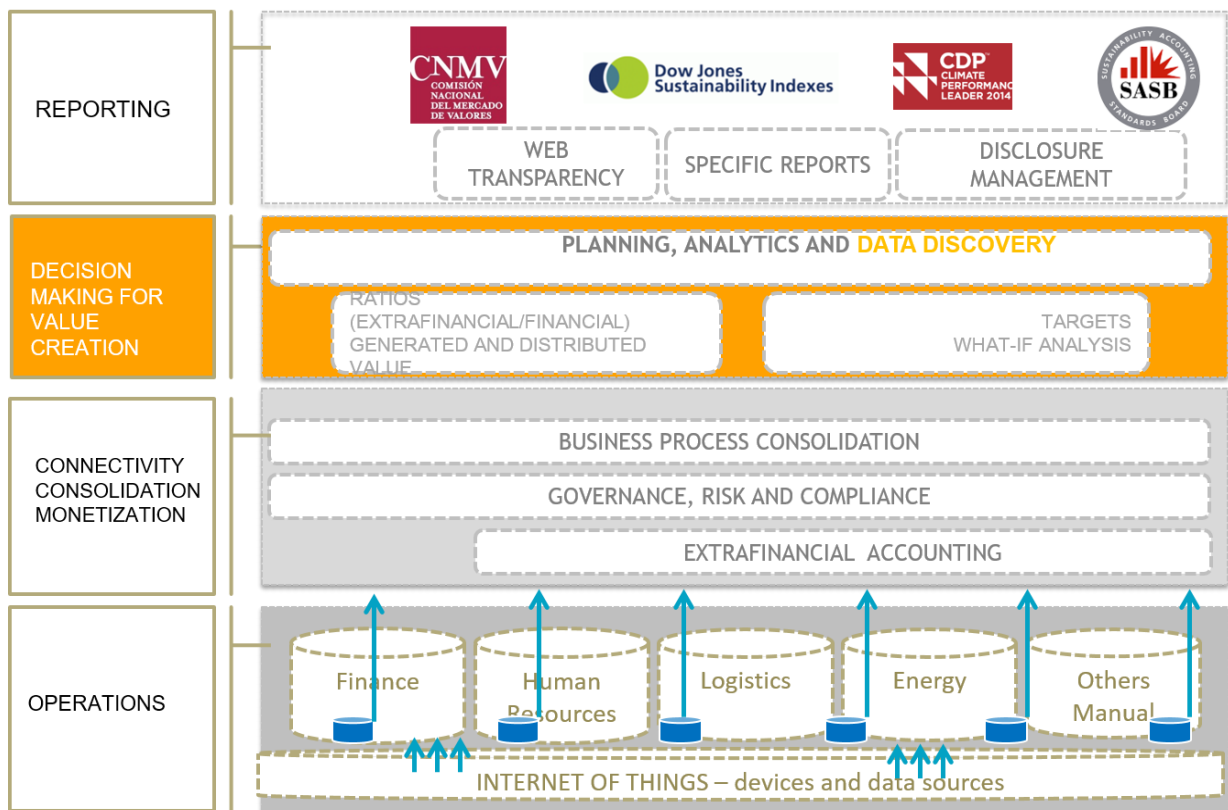 REPORTING
CNMV
COMISIÓN
NACIONAL
DEL MERCADO
DE VALORES
Dow Jones
Sustainability Indexes
CDP™
CLIMATE
PERFORMANC
LEADER 2014
SUSTAINABILITY ACCOUNTING
SASB
STANDARDS BOARD
WEB
TRANSPARENCY
SPECIFIC REPORTS
DISCLOSURE
MANAGEMENT
DECISION
MAKING FOR
VALUE
CREATION
PLANNING, ANALYTICS AND DATA DISCOVERY
RATIOS
(EXTRAFINANCIAL/FINANCIAL)
GENERATED AND DISTRIBUTED
VALUE
TARGETS
WHAT-IF ANALYSIS
CONNECTIVITY
CONSOLIDATION
MONETIZATION
BUSINESS PROCESS CONSOLIDATION
GOVERNANCE, RISK AND COMPLIANCE
EXTRAFINANCIAL ACCOUNTING
OPERATIONS
Finance
Human
Resources
Logistics
Energy
Others
Manual
INTERNET OF THINGS – devices and data sources